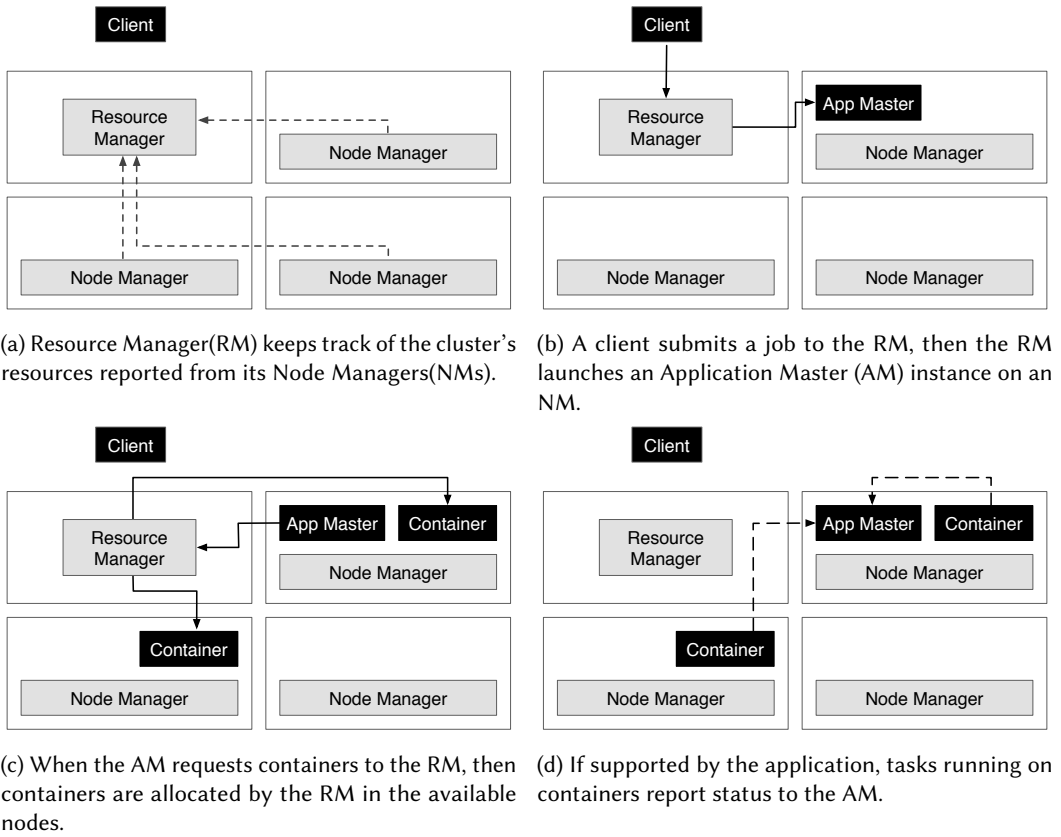 Client
Resource
Manager
Node Manager
Node Manager
Node Manager
(a) Resource Manager(RM) keeps track of the cluster's
resources reported from its Node Managers(NMs).
Client
Resource
Manager
App Master
Node Manager
Node Manager
Node Manager
(b) A client submits a job to the RM, then the RM
launches an Application Master (AM) instance on an
NM.
Client
Resource
Manager
App Master
Container
Node Manager
Container
Node Manager
Node Manager
(c) When the AM requests containers to the RM, then
containers are allocated by the RM in the available
nodes.
Client
Resource
Manager
App Master
Container
Node Manager
Container
Node Manager
Node Manager
(d) If supported by the application, tasks running on
containers report status to the AM.